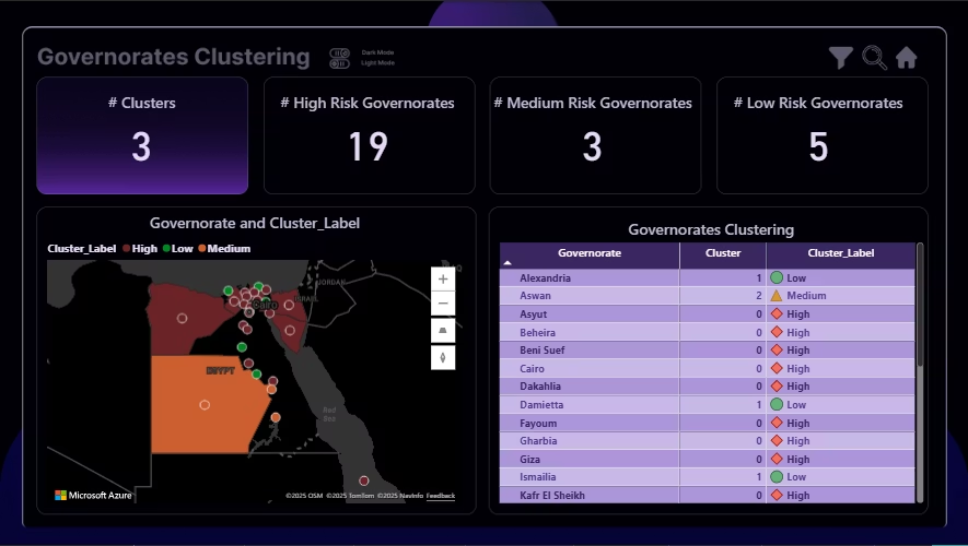 Governorates Clustering
Dark Mode
Light Mode
# Clusters
3
# High Risk Governorates
19
# Medium Risk Governorates
3
# Low Risk Governorates
5
Governorate and Cluster_Label
Cluster_Label High Low Medium
JORDAN
ISRAEL
Cairo
EGYPT
Red
Sea
Microsoft Azure
©2025 OSM ©2025 TomTom ©2025 NavInfo Feedback
Governorates Clustering
Governorate Cluster Cluster_Label
Alexandria 1 Low
Aswan 2 Medium
Asyut 0 High
Beheira 0 High
Beni Suef 0 High
Cairo 0 High
Dakahlia 0 High
Damietta 1 Low
Fayoum 0 High
Gharbia 0 High
Giza 0 High
Ismailia 1 Low
Kafr El Sheikh 0 High